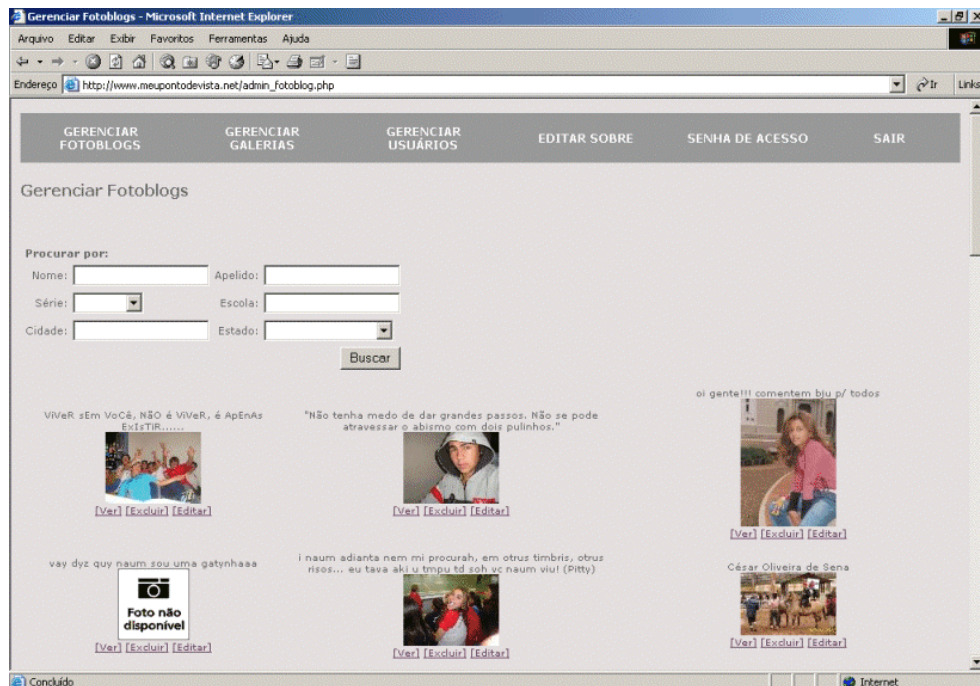 Gerenciar Fotoblogs - Microsoft Internet Explorer
Arquivo Editar Exibir Favoritos Ferramentas Ajuda
Endereço http://www.meupontodevista.net/admin_fotoblog.php Ir Links
GERENCIAR FOTOBLOGS
GERENCIAR GALERIAS
GERENCIAR USUÁRIOS
EDITAR SOBRE
SENHA DE ACESSO
SAIR
Gerenciar Fotoblogs
Procurar por:
Nome: Apelido:
Série: Escola:
Cidade: Estado:
Buscar
ViVeR sEm VoCê, NãO é ViVeR, é ApEnAs
ExIsTiR......
[Ver] [Excluir] [Editar]
"Não tenha medo de dar grandes passos. Não se pode
atravessar o abismo com dois pulinhos."
[Ver] [Excluir] [Editar]
oi gente!!! comentem bju p/ todos
[Ver] [Excluir] [Editar]
vay dyz quy naum sou uma gatynhaaa
Foto não
disponível
[Ver] [Excluir] [Editar]
i naum adianta nem mi procurah, em otrus timbris, otrus
risos... eu tava aki u tmpu td soh vc naum viu! (Pitty)
[Ver] [Excluir] [Editar]
César Oliveira de Sena
[Ver] [Excluir] [Editar]
Concluído Internet